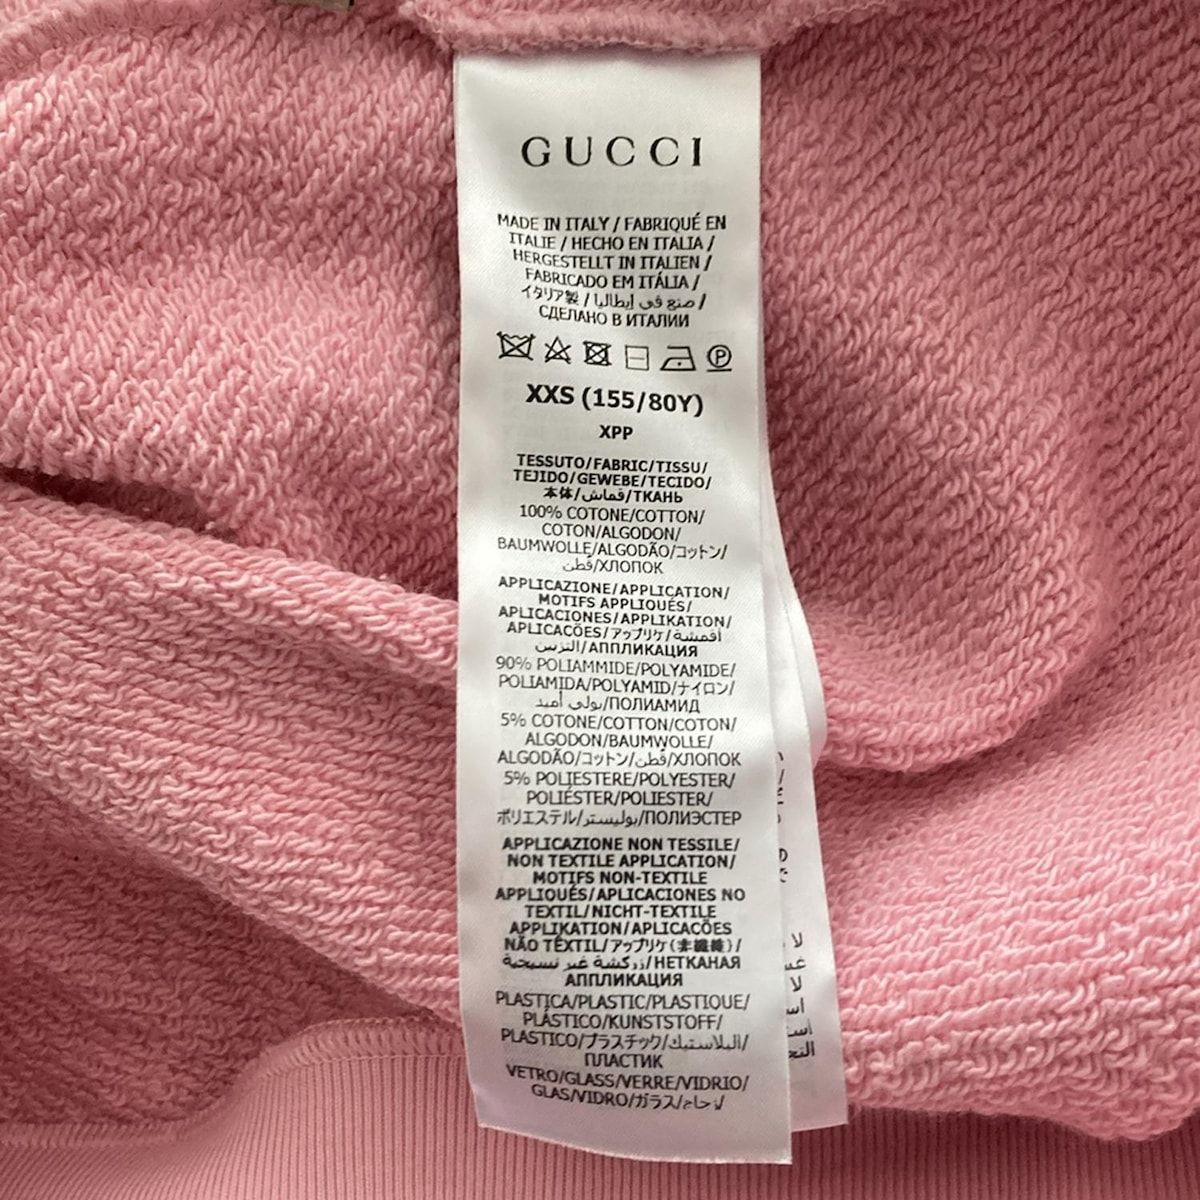 GUCCI
MADE IN ITALY / FABRIQUÉ EN
ITALIE / HECHO EN ITALIA /
HERGESTELLT IN ITALIEN /
FABRICADO EM ITÁLIA /
イタリア製 / صنع في إيطاليا /
СДЕЛАНО В ИТАЛИИ
P
XXS (155/80Y)
XPP
TESSUTO/FABRIC/TISSU/
TEJIDO/GEWEBE/TECIDO/
本体/قماش/ТКАНЬ
100% COTONE/COTTON/
COTON/ALGODON/
BAUMWOLLE/ALGODÃO/コットン/
قطن/ХЛОПОК
APPLICAZIONE/APPLICATION/
MOTIFS APPLIQUÉS/
APLICACIONES/APPLIKATION/
APLICAÇÕES/アップリケ/أقمشة
التزيين/АППЛИКАЦИЯ
90% POLIAMMIDE/POLYAMIDE/
POLIAMIDA/POLYAMID/ナイロン/
بولي أميد/ПОЛИАМИД
5% COTONE/COTTON/COTON/
ALGODON/BAUMWOLLE/
ALGODÃO/コットン/قطن/ХЛОПОК
5% POLIESTERE/POLYESTER/
POLIÉSTER/POLIESTER/
ポリエステル/بوليستر/ПОЛИЭСТЕР
APPLICAZIONE NON TESSILE/
NON TEXTILE APPLICATION/
MOTIFS NON-TEXTILE
APPLIQUÉS/APLICACIONES NO
TEXTIL/NICHT-TEXTILE
APPLIKATION/APLICAÇÕES
NÃO TÊXTIL/アップリケ(非繊維)/
زركشة غير نسيجية/НЕТКАНАЯ
АППЛИКАЦИЯ
PLASTICA/PLASTIC/PLASTIQUE/
PLÁSTICO/KUNSTSTOFF/
PLASTICO/プラスチック/البلاستيك/
ПЛАСТИК
VETRO/GLASS/VERRE/VIDRIO/
GLAS/VIDRO/ガラス/زجاج/